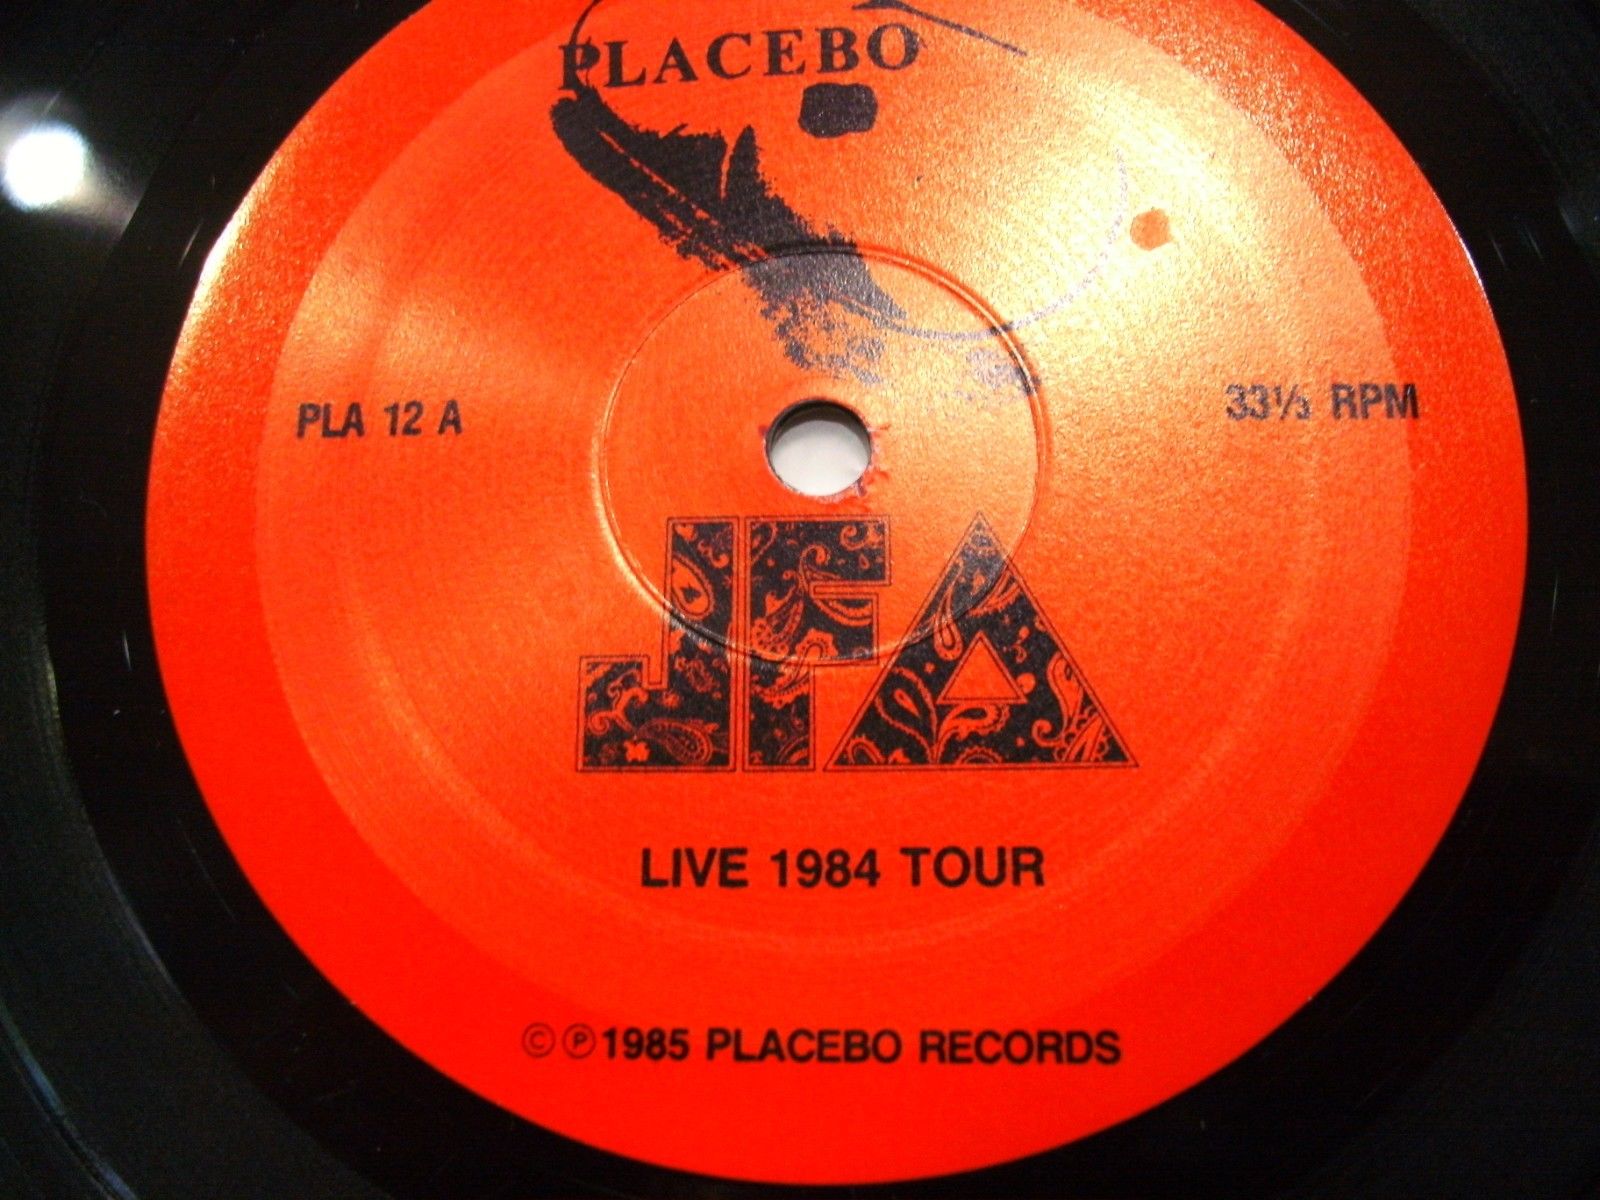 PLACEBO
PLA 12 A
33⅓ RPM
JFA
LIVE 1984 TOUR
©℗1985 PLACEBO RECORDS